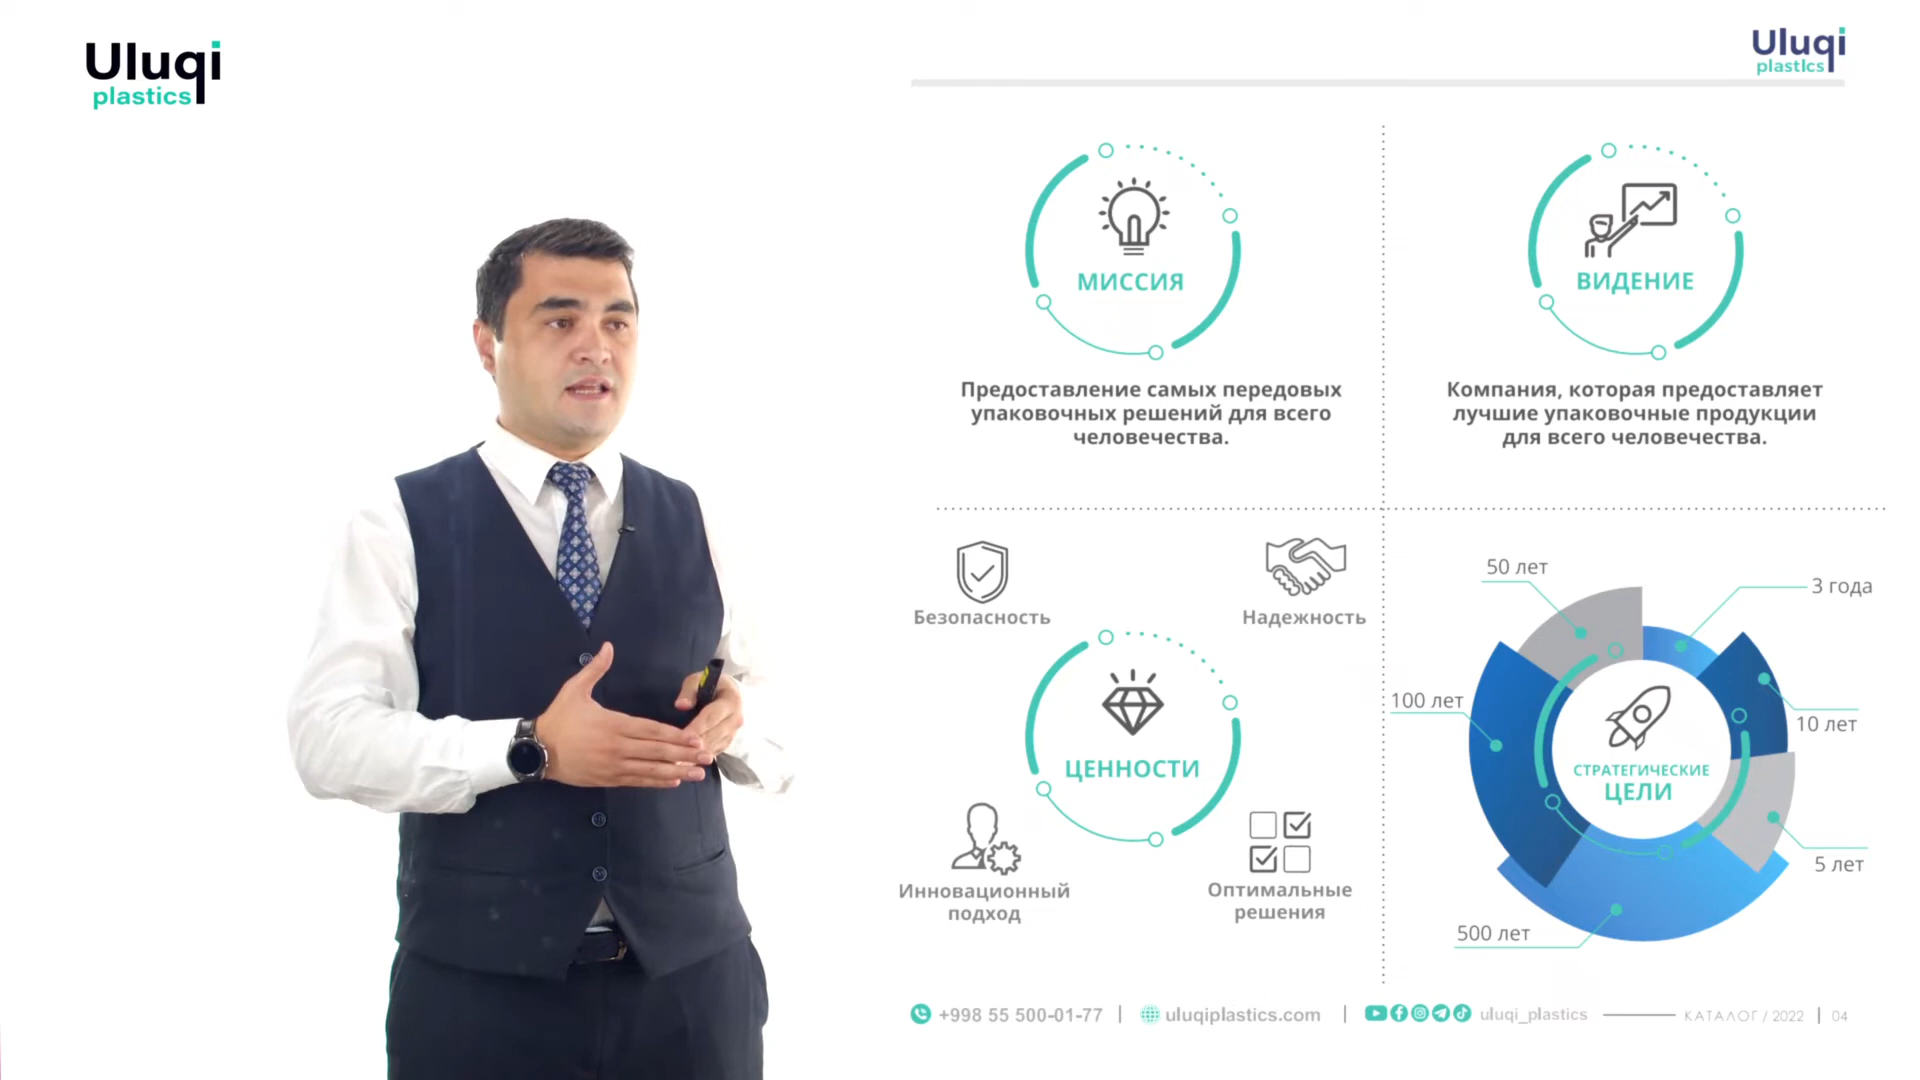 Uluqi
plastics
Uluqi
plastics
МИССИЯ
Предоставление самых передовых
упаковочных решений для всего
человечества.
ВИДЕНИЕ
Компания, которая предоставляет
лучшие упаковочные продукции
для всего человечества.
Безопасность
Надежность
ЦЕННОСТИ
Инновационный
подход
Оптимальные
решения
50 лет
3 года
100 лет
10 лет
СТРАТЕГИЧЕСКИЕ
ЦЕЛИ
5 лет
500 лет
+998 55 500-01-77 | uluqiplastics.com | uluqi_plastics
КАТАЛОГ / 2022 | 04